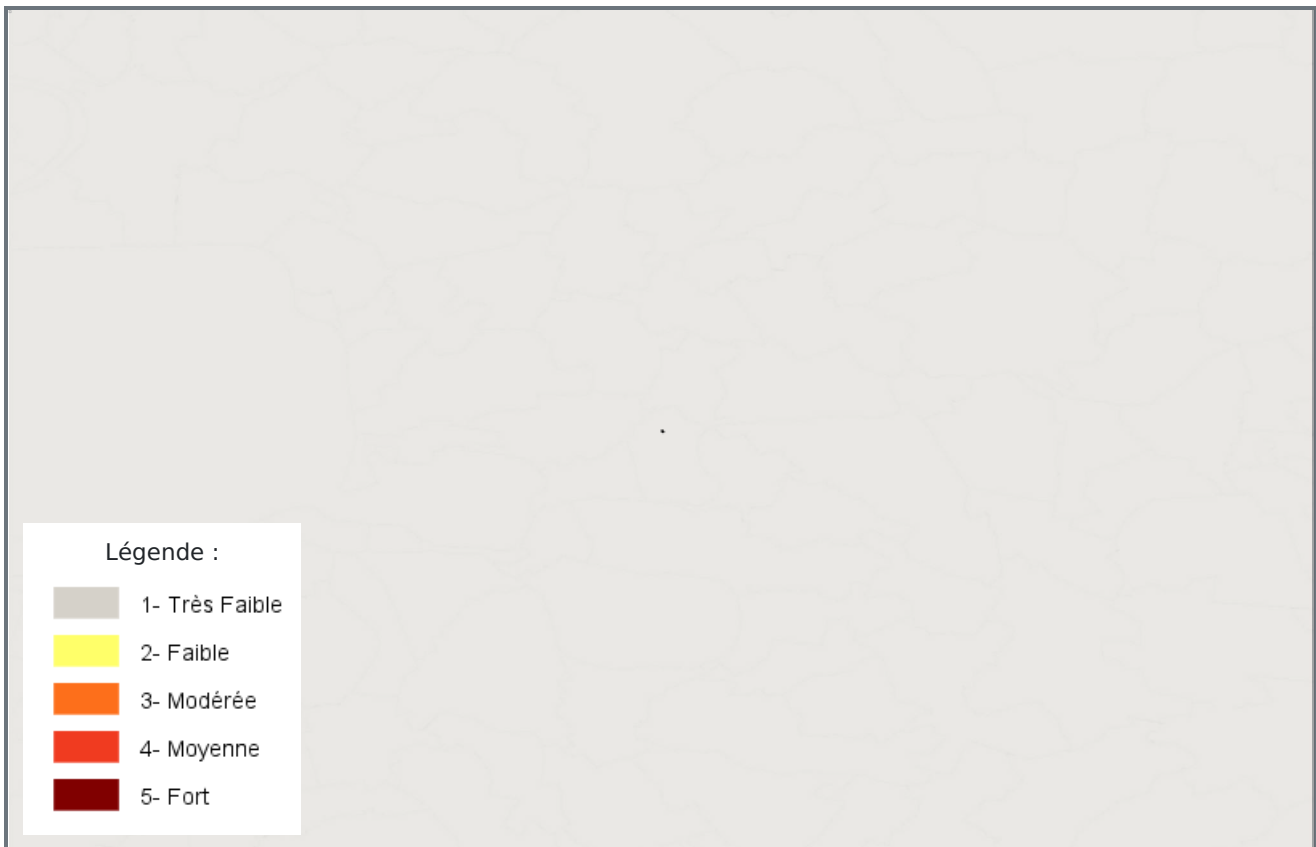 Légende :
1- Très Faible
2- Faible
3- Modérée
4- Moyenne
5- Fort